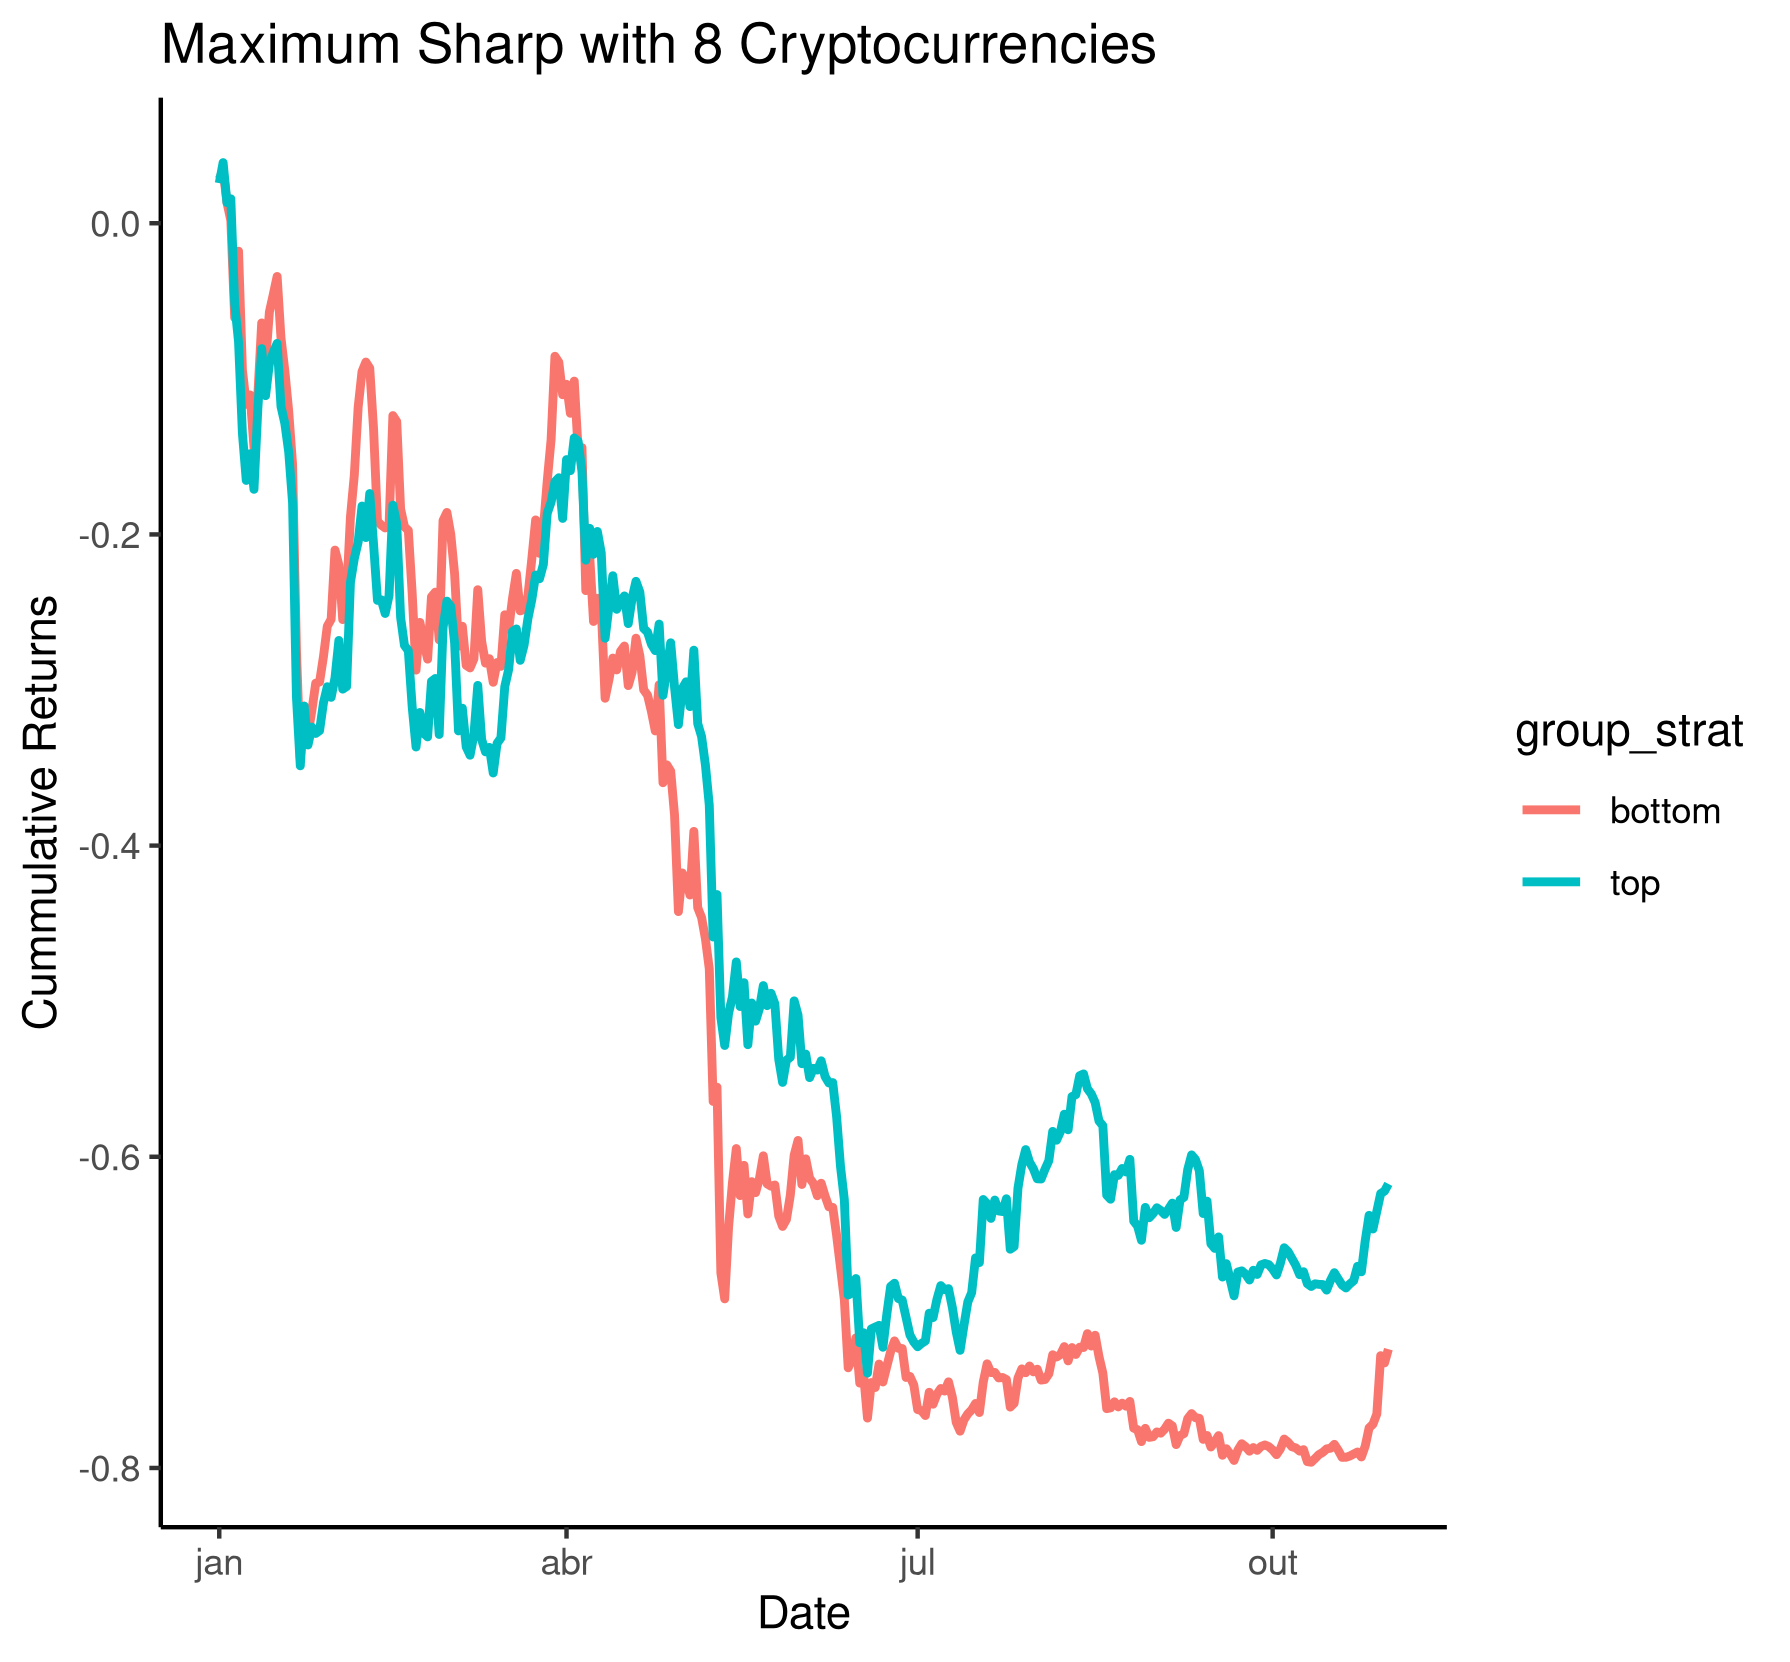 Maximum Sharp with 8 Cryptocurrencies
Cummulative Returns
0.0
-0.2
-0.4
-0.6
-0.8
jan abr jul out
Date
group_strat
bottom
top